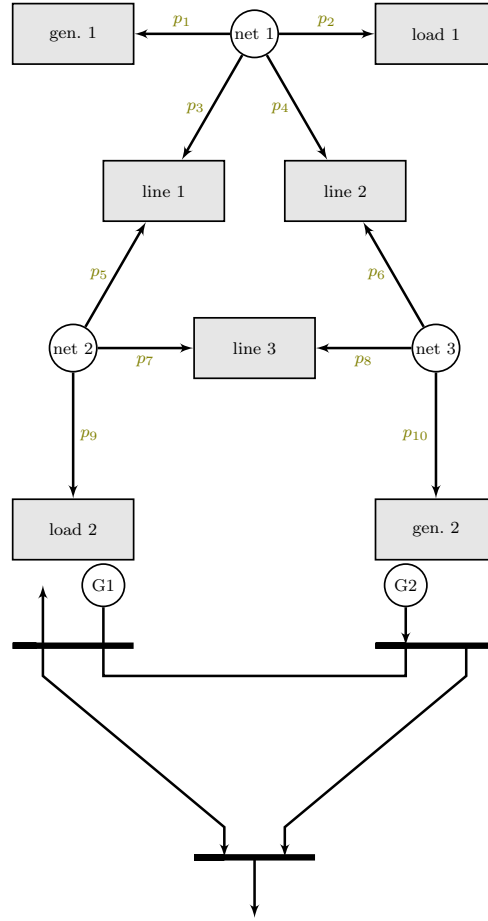 gen. 1
p1
net 1
p2
load 1
p3
p4
line 1
line 2
p5
p6
net 2
p7
line 3
p8
net 3
p9
p10
load 2
gen. 2
G1
G2